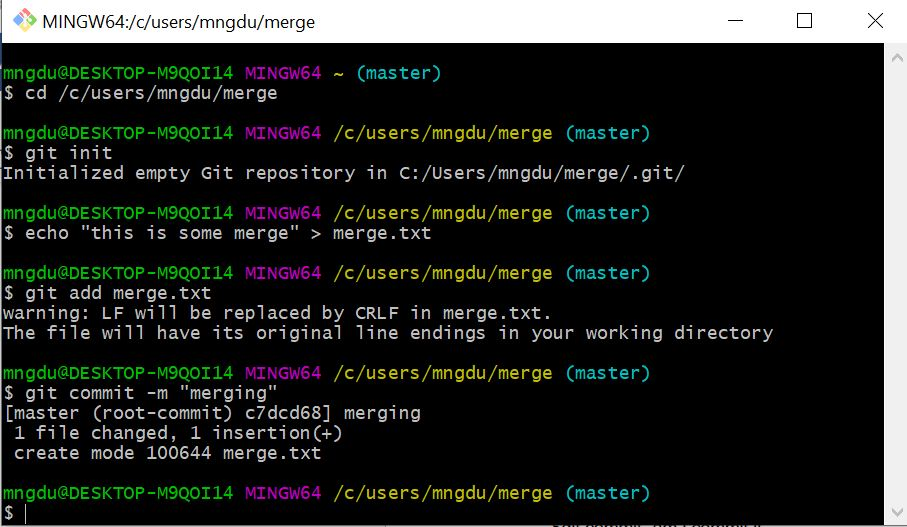 MINGW64:/c/users/mngdu/merge
mngdu@DESKTOP-M9QOI14 MINGW64 ~ (master)
$ cd /c/users/mngdu/merge
mngdu@DESKTOP-M9QOI14 MINGW64 /c/users/mngdu/merge (master)
$ git init
Initialized empty Git repository in C:/Users/mngdu/merge/.git/
mngdu@DESKTOP-M9QOI14 MINGW64 /c/users/mngdu/merge (master)
$ echo "this is some merge" > merge.txt
mngdu@DESKTOP-M9QOI14 MINGW64 /c/users/mngdu/merge (master)
$ git add merge.txt
warning: LF will be replaced by CRLF in merge.txt.
The file will have its original line endings in your working directory
mngdu@DESKTOP-M9QOI14 MINGW64 /c/users/mngdu/merge (master)
$ git commit -m "merging"
[master (root-commit) c7dcd68] merging
1 file changed, 1 insertion(+)
create mode 100644 merge.txt
mngdu@DESKTOP-M9QOI14 MINGW64 /c/users/mngdu/merge (master)
$